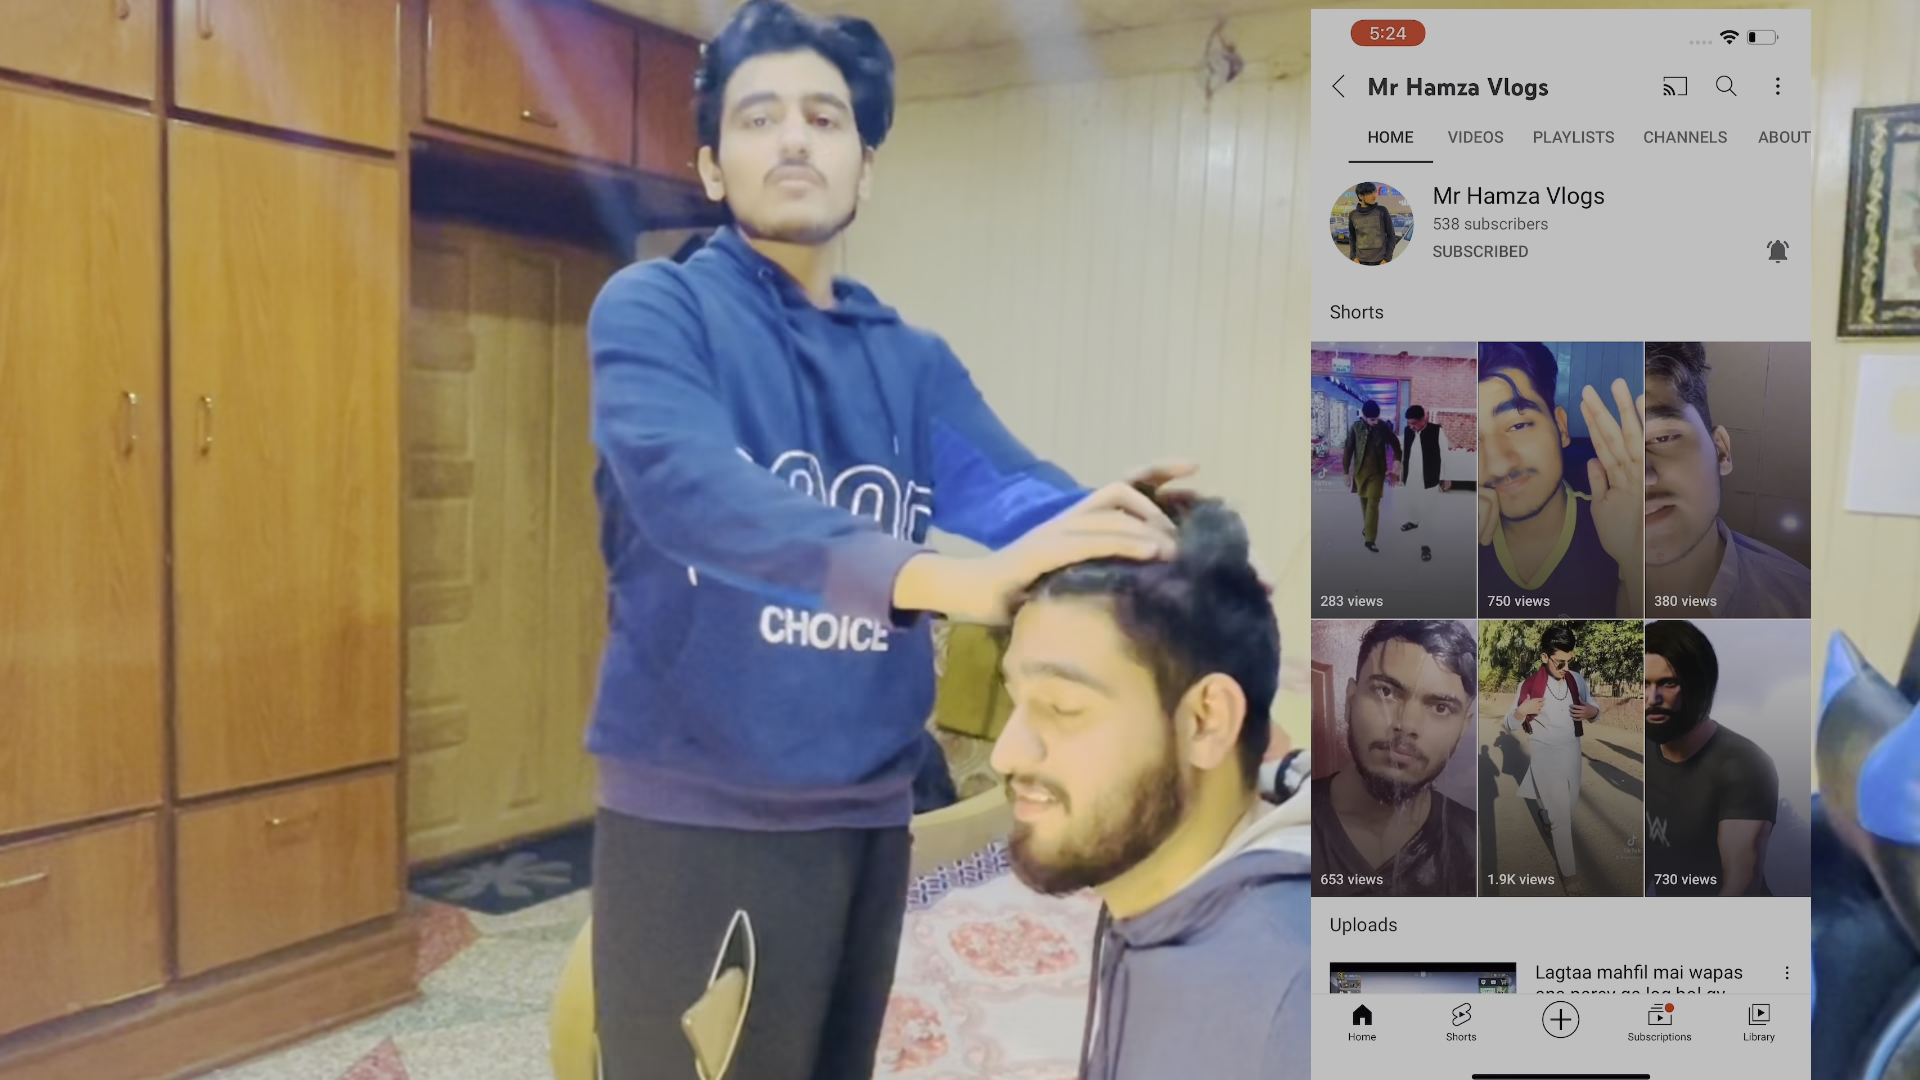 CHOICE
5:24
Mr Hamza Vlogs
HOME VIDEOS PLAYLISTS CHANNELS ABOUT
Mr Hamza Vlogs
538 subscribers
SUBSCRIBED
Shorts
283 views
750 views
380 views
653 views
1.9K views
730 views
Uploads
Lagtaa mahfil mai wapas
Home
Shorts
Subscriptions
Library